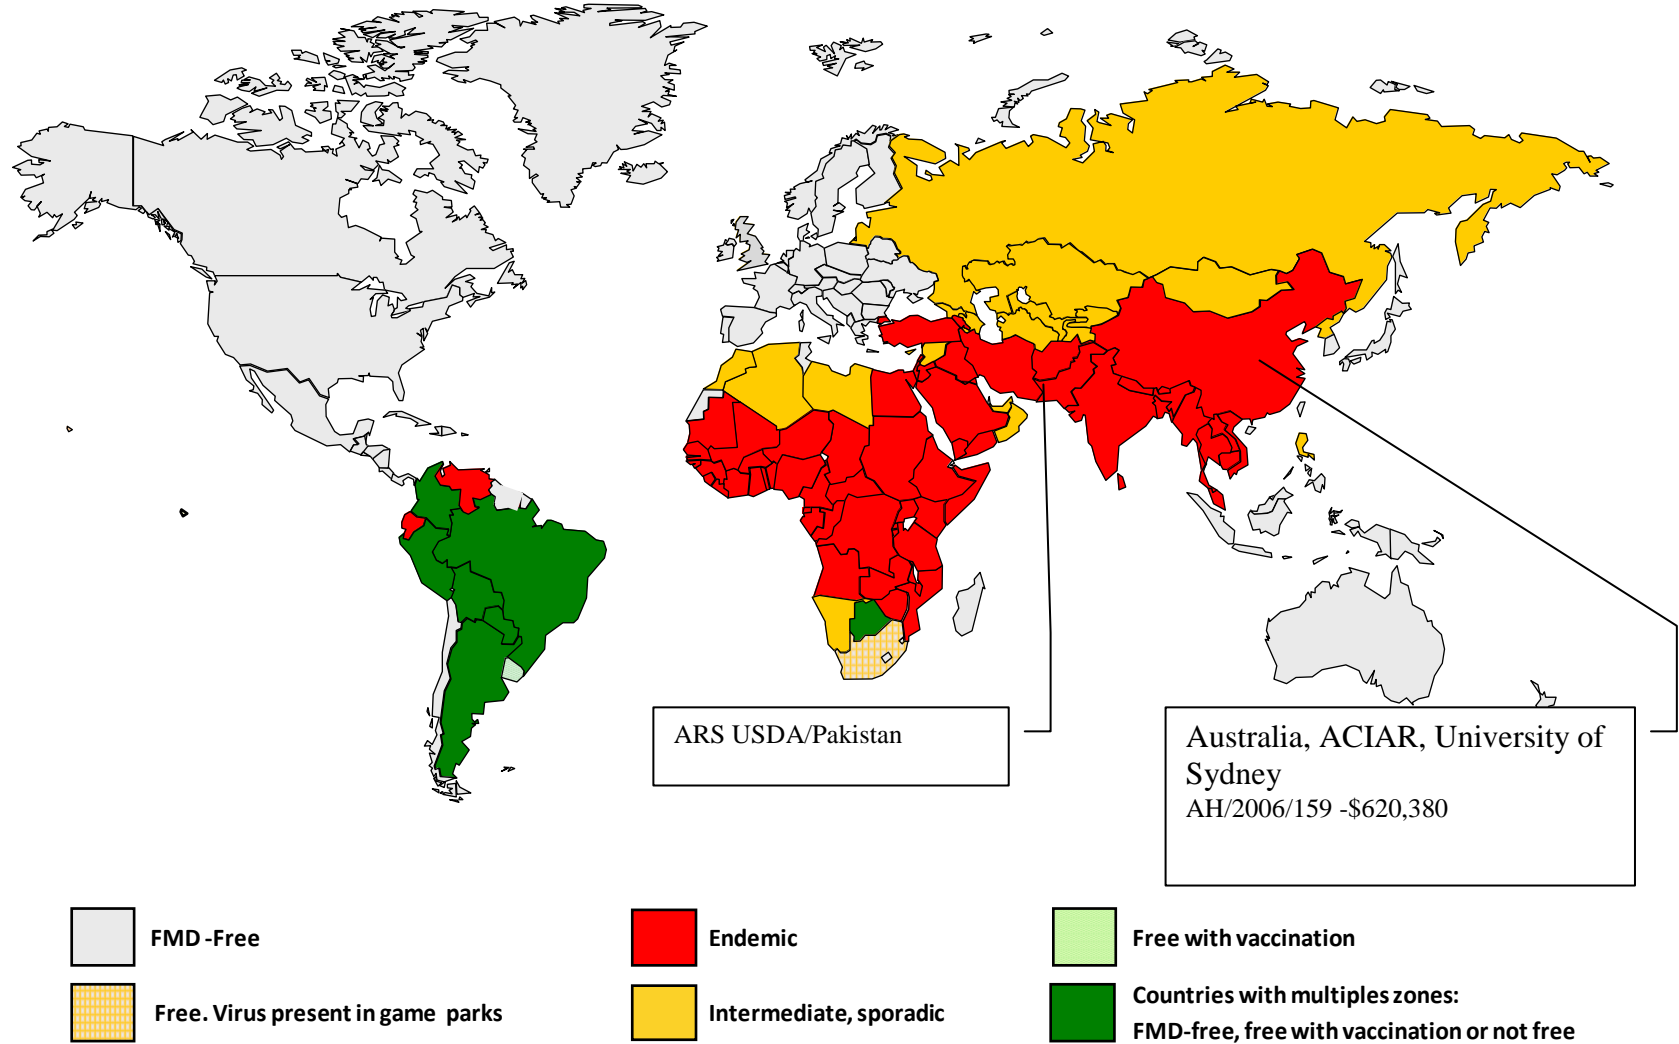 ARS USDA/Pakistan
Australia, ACIAR, University of
Sydney
AH/2006/159 -$620,380
FMD -Free
Endemic
Free with vaccination
Free. Virus present in game parks
Intermediate, sporadic
Countries with multiples zones:
FMD-free, free with vaccination or not free